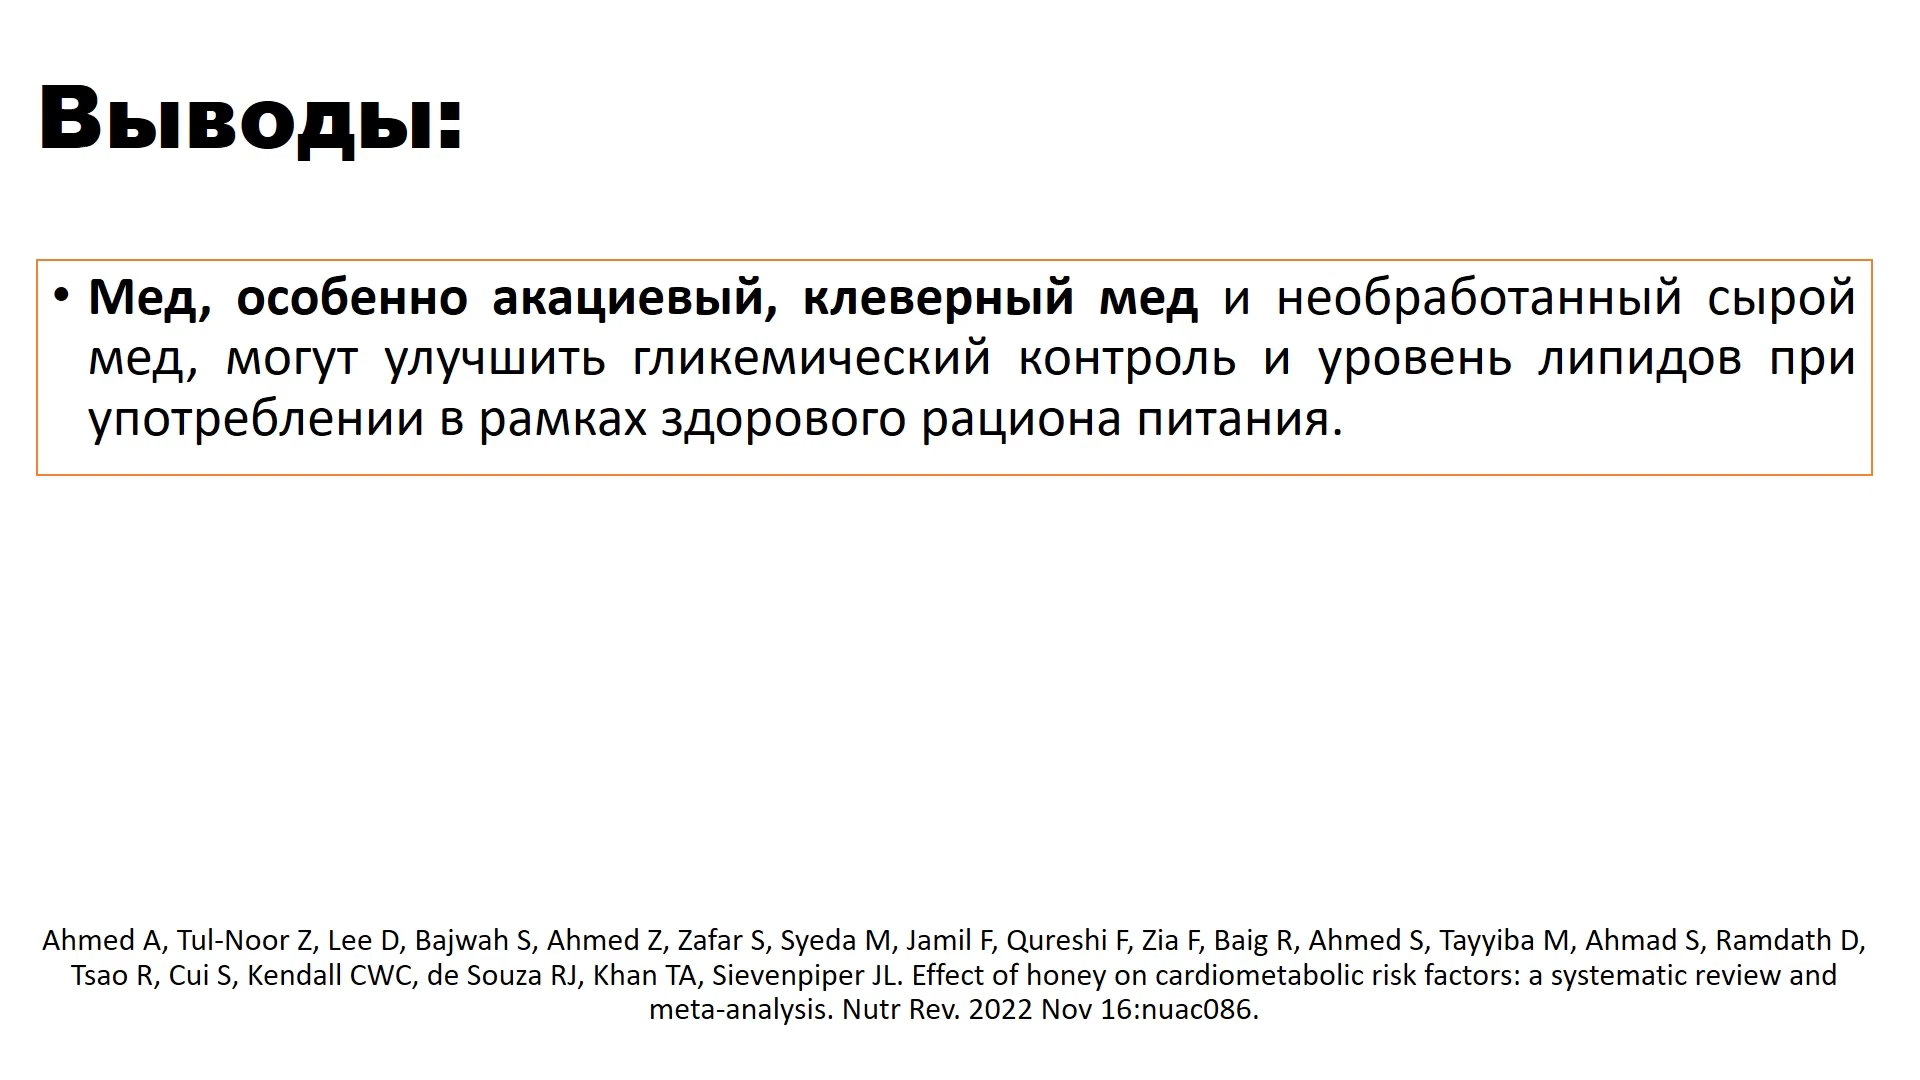 Выводы:
• Мед, особенно акациевый, клеверный мед и необработанный сырой
мед, могут улучшить гликемический контроль и уровень липидов при
употреблении в рамках здорового рациона питания.
Ahmed A, Tul-Noor Z, Lee D, Bajwah S, Ahmed Z, Zafar S, Syeda M, Jamil F, Qureshi F, Zia F, Baig R, Ahmed S, Tayyiba M, Ahmad S, Ramdath D,
Tsao R, Cui S, Kendall CWC, de Souza RJ, Khan TA, Sievenpiper JL. Effect of honey on cardiometabolic risk factors: a systematic review and
meta-analysis. Nutr Rev. 2022 Nov 16:nuac086.